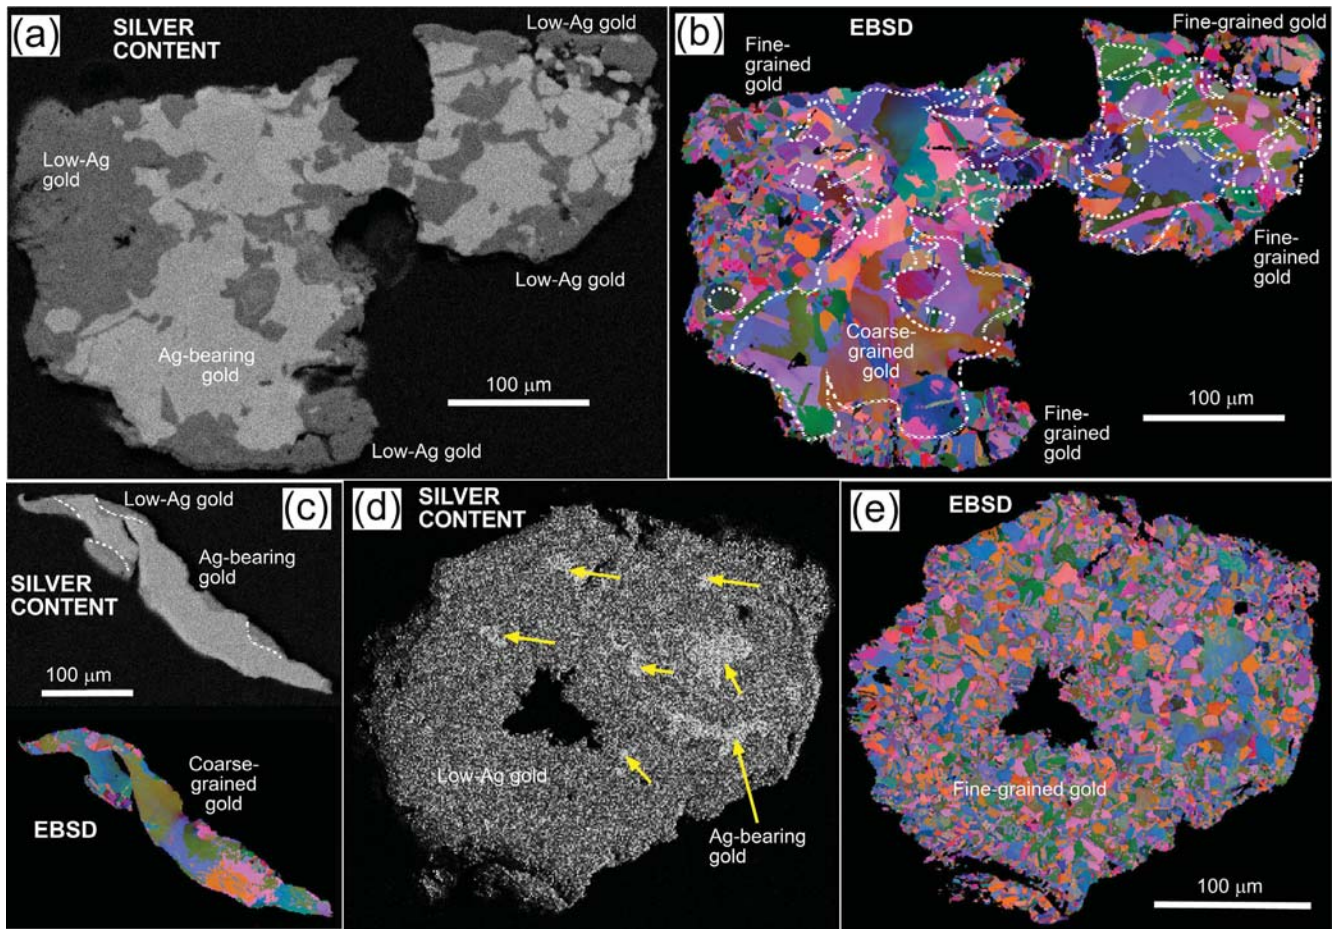 (a)
SILVER
CONTENT
Low-Ag gold
Low-Ag
gold
Low-Ag gold
Ag-bearing
gold
100 μm
Low-Ag gold
(b)
EBSD
Fine-grained gold
Fine-
grained
gold
Fine-
grained
gold
Coarse-
grained
gold
100 μm
Fine-
grained
gold
(c)
Low-Ag gold
Ag-bearing
gold
SILVER
CONTENT
100 μm
Coarse-
grained
gold
EBSD
(d)
SILVER
CONTENT
Low-Ag gold
Ag-bearing
gold
(e)
EBSD
Fine-grained gold
100 μm